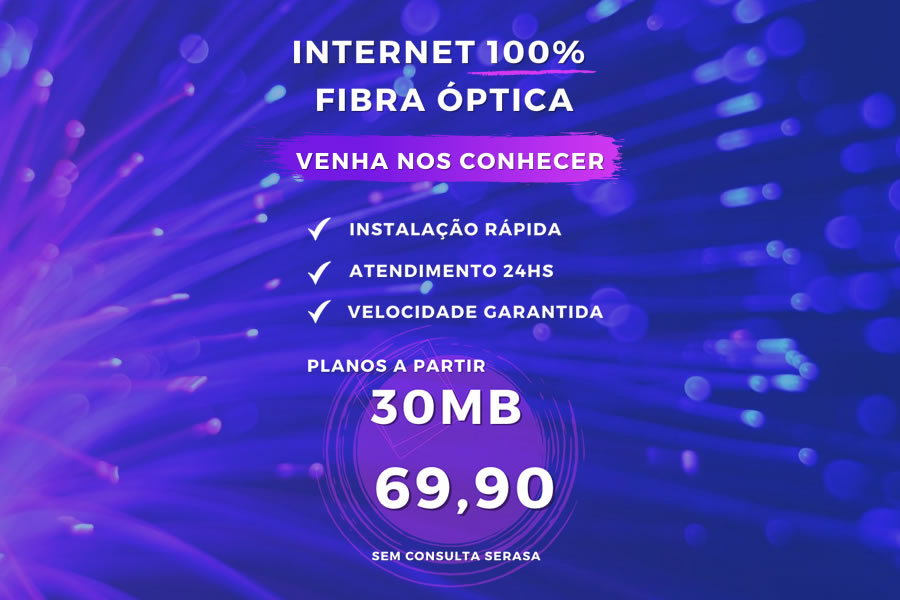 INTERNET 100%
FIBRA ÓPTICA
VENHA NOS CONHECER
INSTALAÇÃO RÁPIDA
ATENDIMENTO 24HS
VELOCIDADE GARANTIDA
PLANOS A PARTIR
30MB
69,90
SEM CONSULTA SERASA